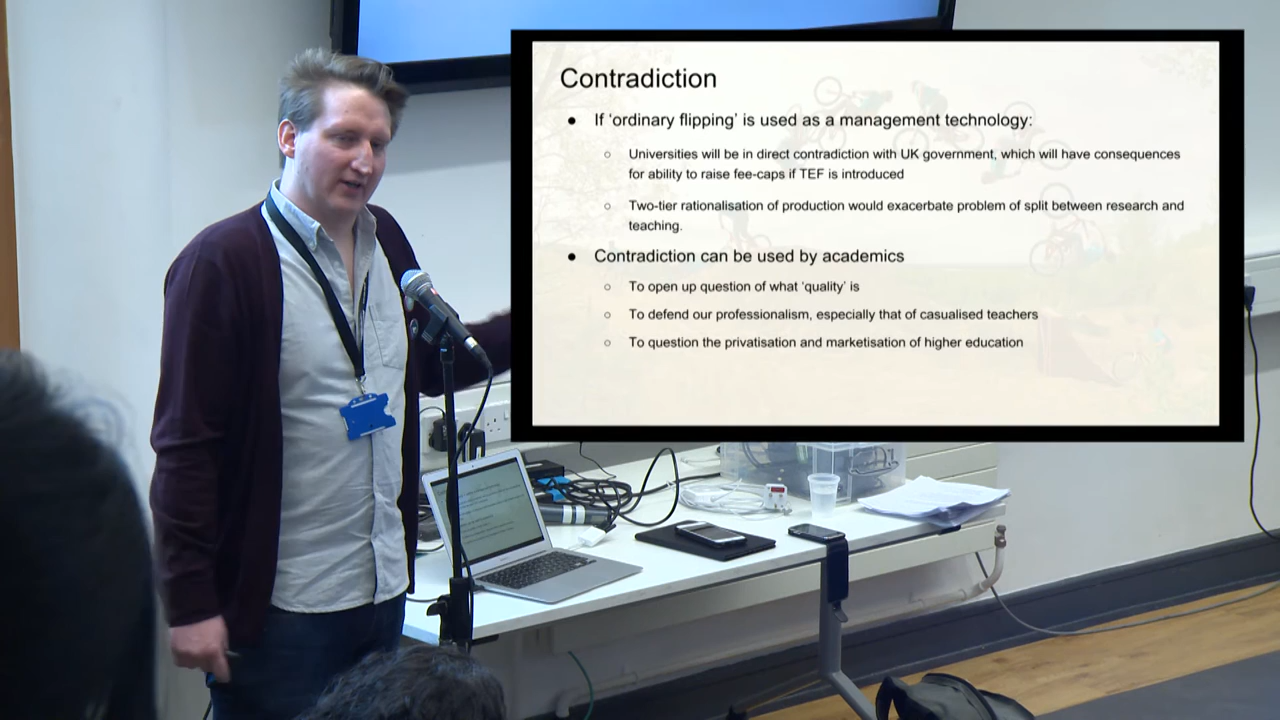 Contradiction
● If ‘ordinary flipping’ is used as a management technology:
○ Universities will be in direct contradiction with UK government, which will have consequences
for ability to raise fee-caps if TEF is introduced
○ Two-tier rationalisation of production would exacerbate problem of split between research and
teaching.
● Contradiction can be used by academics
○ To open up question of what ‘quality’ is
○ To defend our professionalism, especially that of casualised teachers
○ To question the privatisation and marketisation of higher education